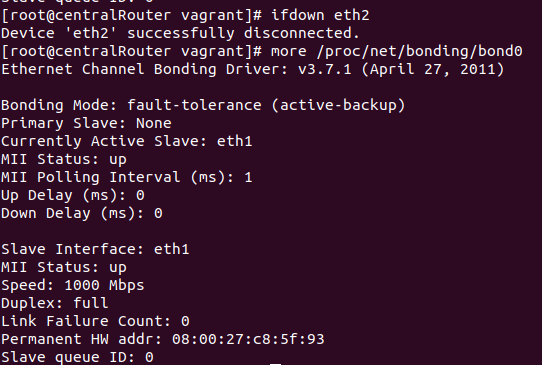 [root@centralRouter vagrant]# ifdown eth2
Device 'eth2' successfully disconnected.
[root@centralRouter vagrant]# more /proc/net/bonding/bond0
Ethernet Channel Bonding Driver: v3.7.1 (April 27, 2011)

Bonding Mode: fault-tolerance (active-backup)
Primary Slave: None
Currently Active Slave: eth1
MII Status: up
MII Polling Interval (ms): 1
Up Delay (ms): 0
Down Delay (ms): 0

Slave Interface: eth1
MII Status: up
Speed: 1000 Mbps
Duplex: full
Link Failure Count: 0
Permanent HW addr: 08:00:27:c8:5f:93
Slave queue ID: 0